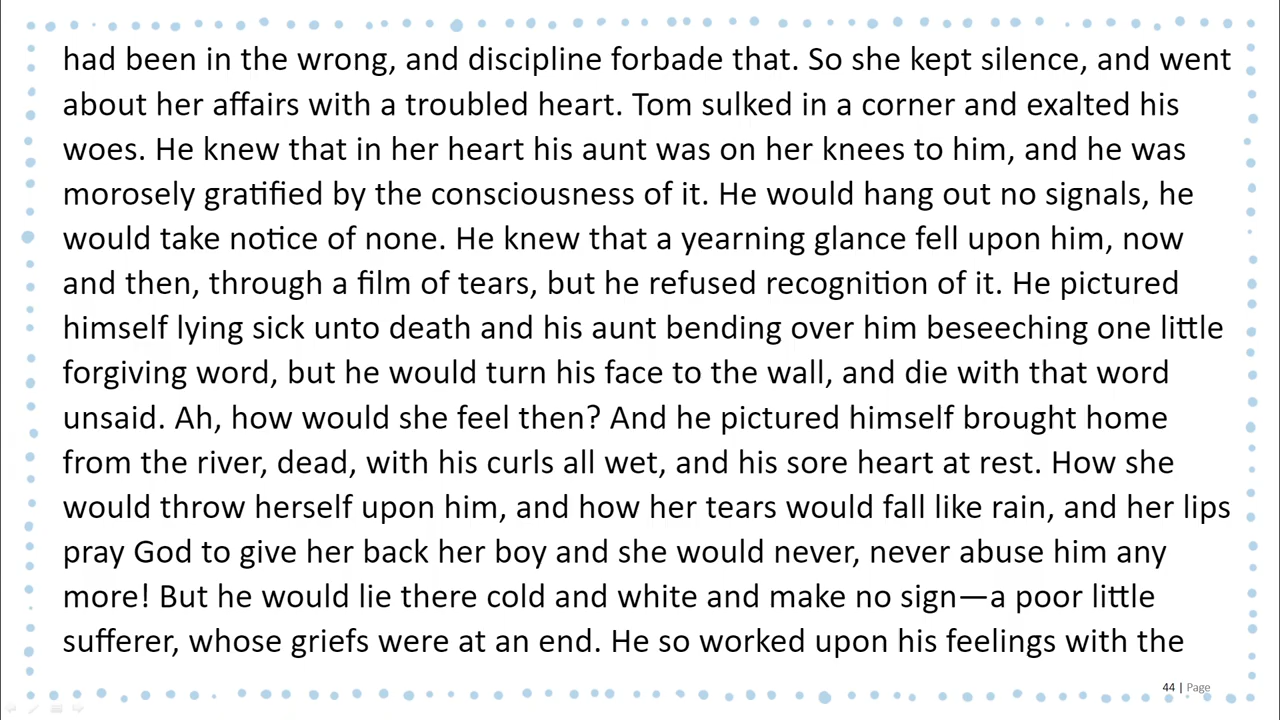 had been in the wrong, and discipline forbade that. So she kept silence, and went
about her affairs with a troubled heart. Tom sulked in a corner and exalted his
woes. He knew that in her heart his aunt was on her knees to him, and he was
morosely gratified by the consciousness of it. He would hang out no signals, he
would take notice of none. He knew that a yearning glance fell upon him, now
and then, through a film of tears, but he refused recognition of it. He pictured
himself lying sick unto death and his aunt bending over him beseeching one little
forgiving word, but he would turn his face to the wall, and die with that word
unsaid. Ah, how would she feel then? And he pictured himself brought home
from the river, dead, with his curls all wet, and his sore heart at rest. How she
would throw herself upon him, and how her tears would fall like rain, and her lips
pray God to give her back her boy and she would never, never abuse him any
more! But he would lie there cold and white and make no sign—a poor little
sufferer, whose griefs were at an end. He so worked upon his feelings with the
44 | Page